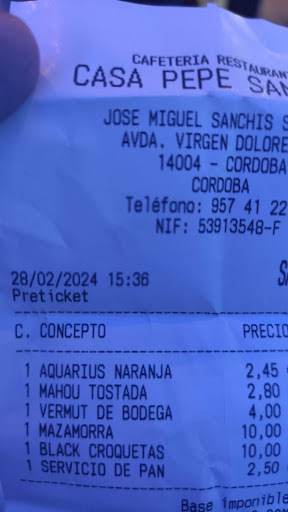 CAFETERIA RESTAURAN
CASA PEPE SAN
JOSE MIGUEL SANCHIS S
AVDA. VIRGEN DOLORE
14004 - CORDOBA
CORDOBA
Teléfono: 957 41 22
NIF: 53913548-F
28/02/2024 15:36
Preticket
C. CONCEPTO PRECIO
1 AQUARIUS NARANJA 2,45
1 MAHOU TOSTADA 2,80
1 VERMUT DE BODEGA 4,00
1 MAZAMORRA 10,00
1 BLACK CROQUETAS 10,00
1 SERVICIO DE PAN 2,50
Base imponible